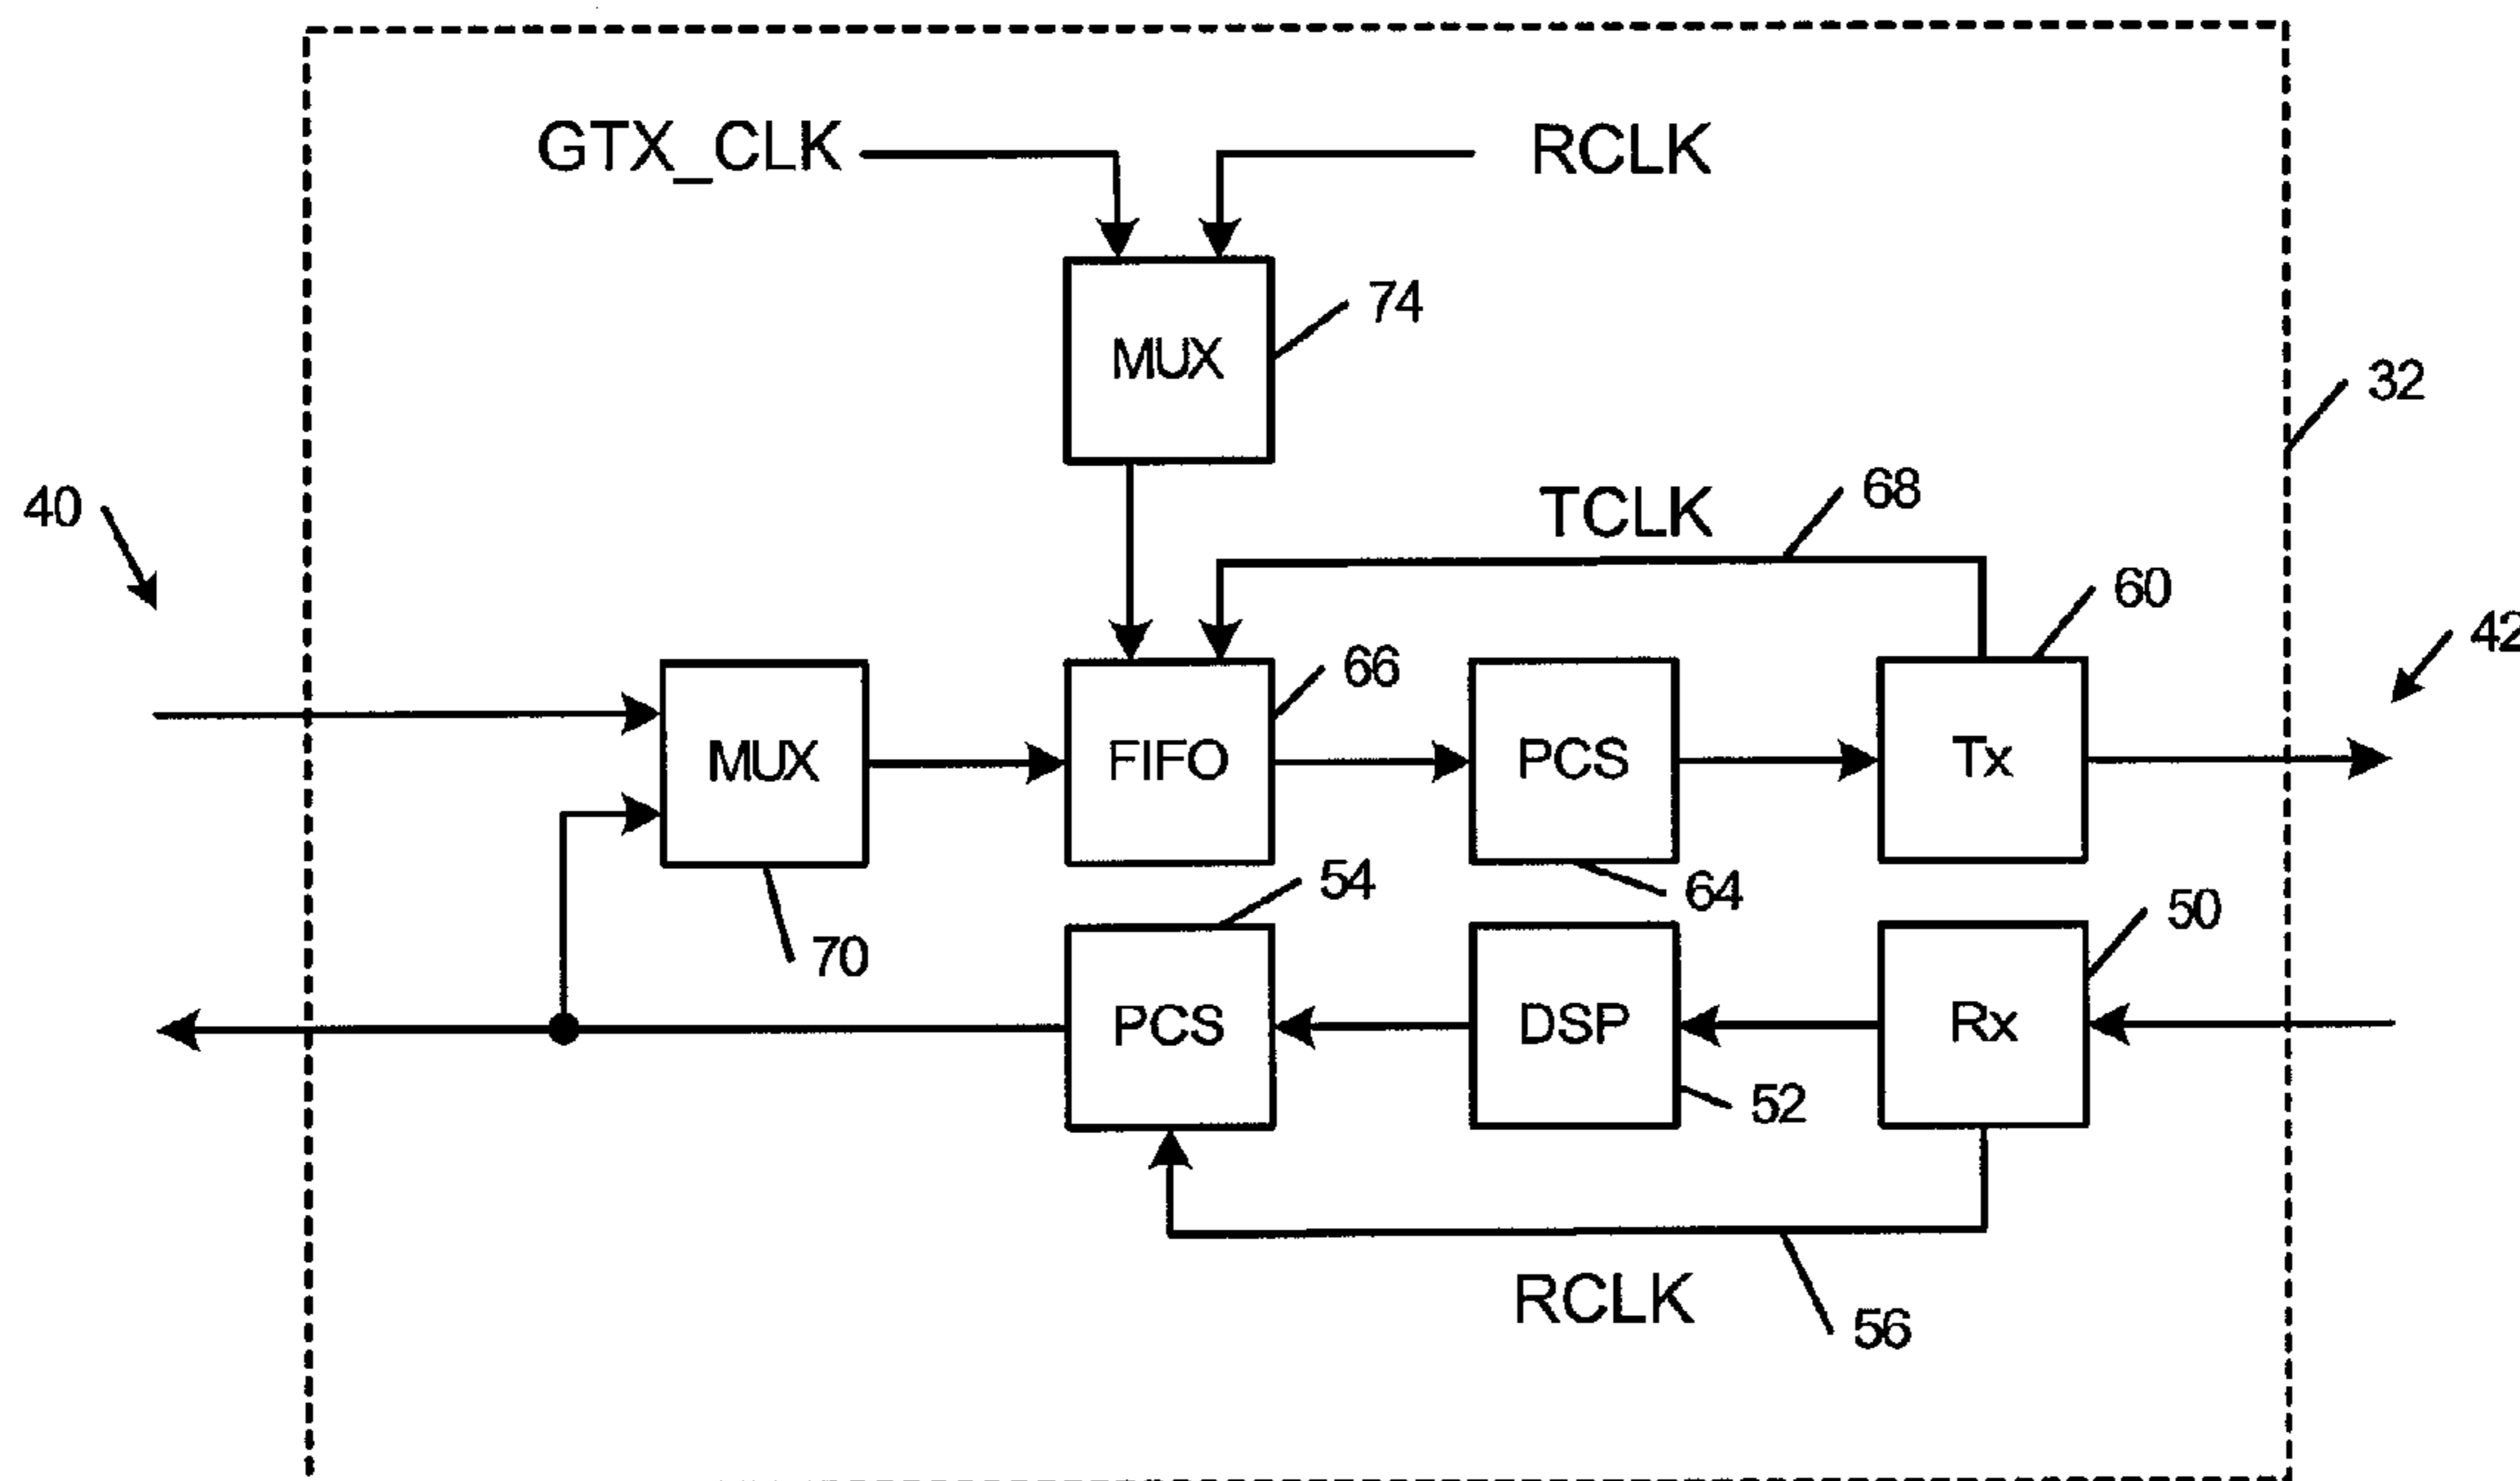 GTX_CLK
RCLK
MUX
74
32
40
TCLK
68
60
42
66
MUX
FIFO
PCS
Tx
54
64
50
70
PCS
DSP
Rx
52
RCLK
56